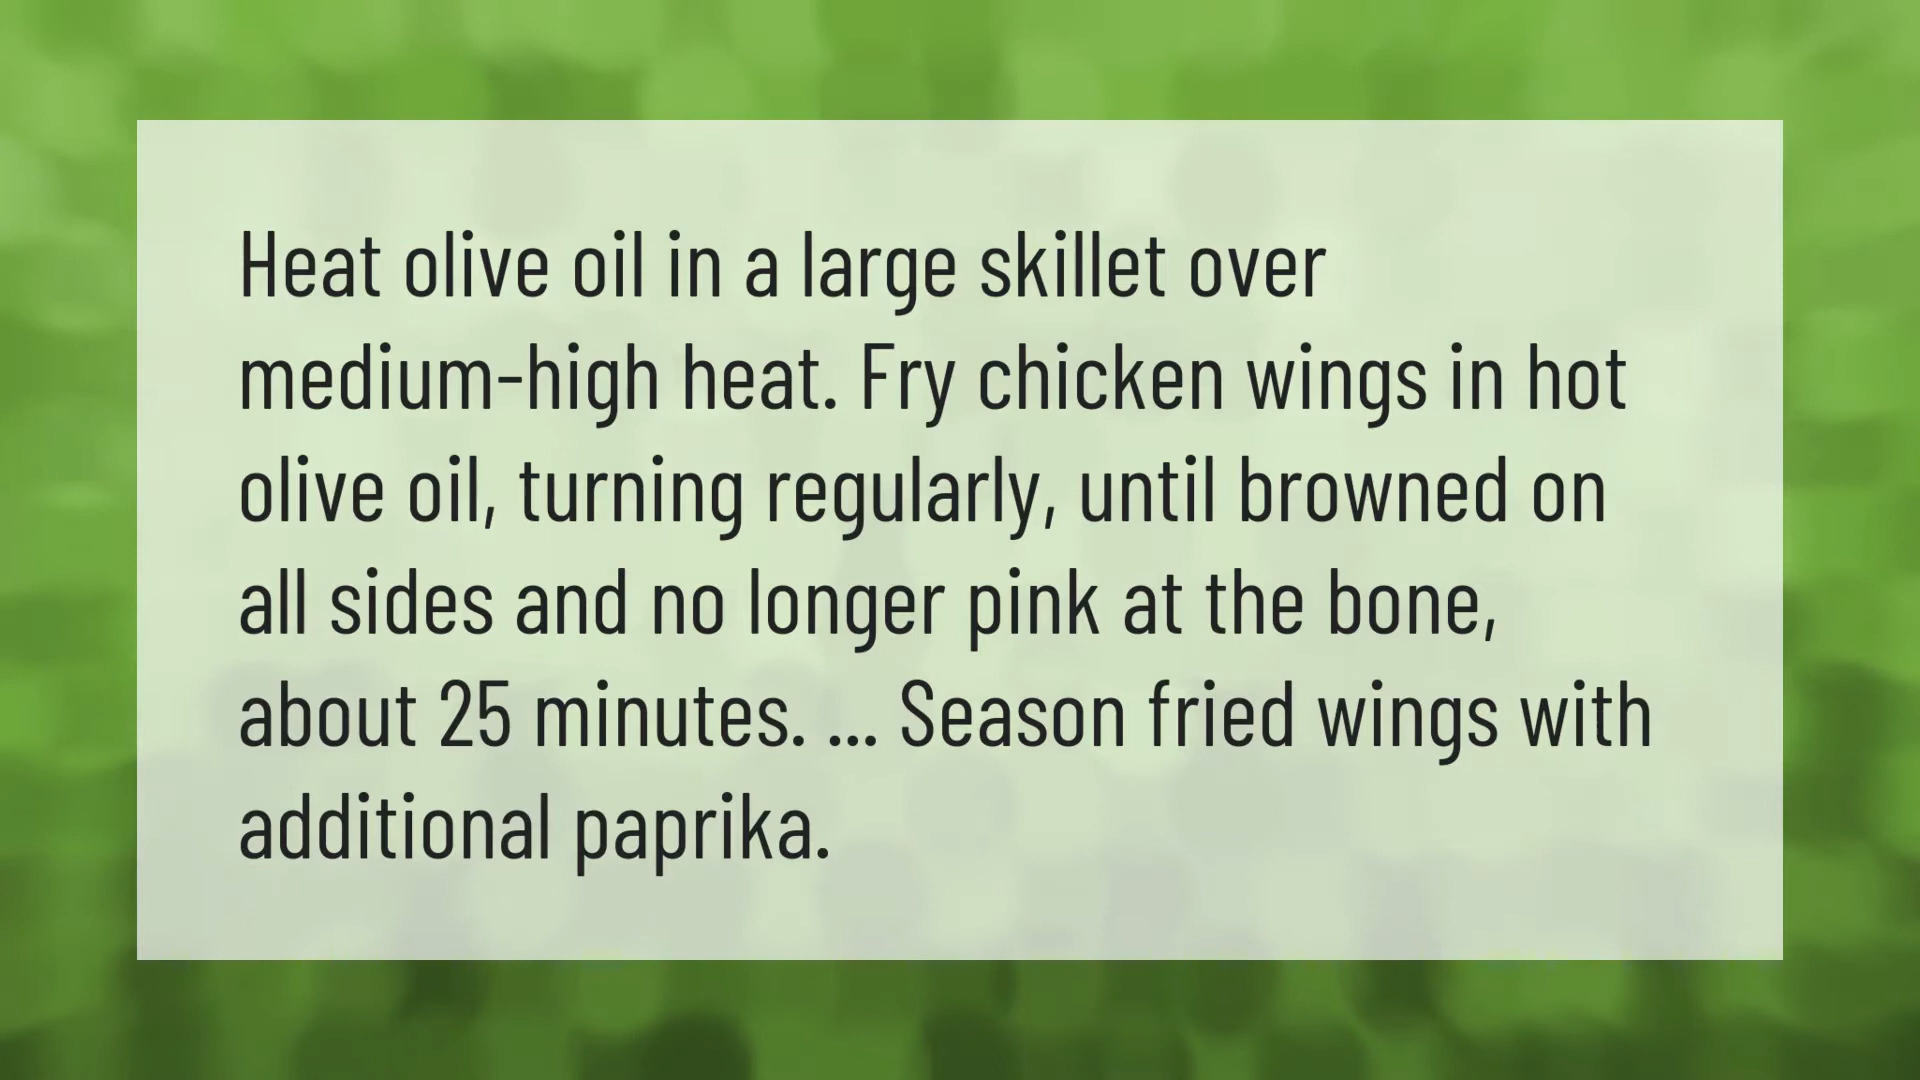 Heat olive oil in a large skillet over
medium-high heat. Fry chicken wings in hot
olive oil, turning regularly, until browned on
all sides and no longer pink at the bone,
about 25 minutes. ... Season fried wings with
additional paprika.